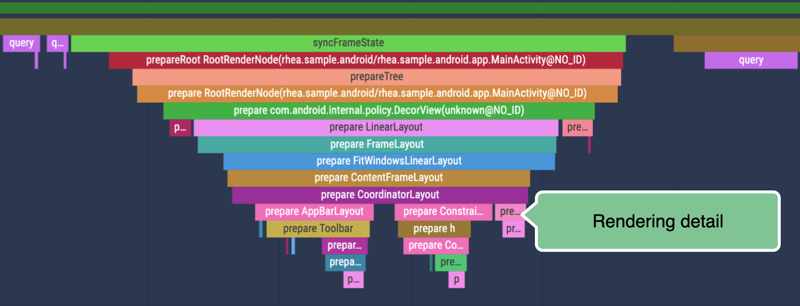 query
q...
syncFrameState
prepareRoot RootRenderNode(rhea.sample.android/rhea.sample.android.app.MainActivity@NO_ID)
query
prepareTree
prepare RootRenderNode(rhea.sample.android/rhea.sample.android.app.MainActivity@NO_ID)
prepare com.android.internal.policy.DecorView(unknown@NO_ID)
p...
prepare LinearLayout
pre...
prepare FrameLayout
prepare FitWindowsLinearLayout
prepare ContentFrameLayout
prepare CoordinatorLayout
prepare AppBarLayout
prepare Constrai...
pre...
Rendering detail
prepare Toolbar
prepare h
pr...
prepar...
prepare Co...
prepa...
pre...
p...
p